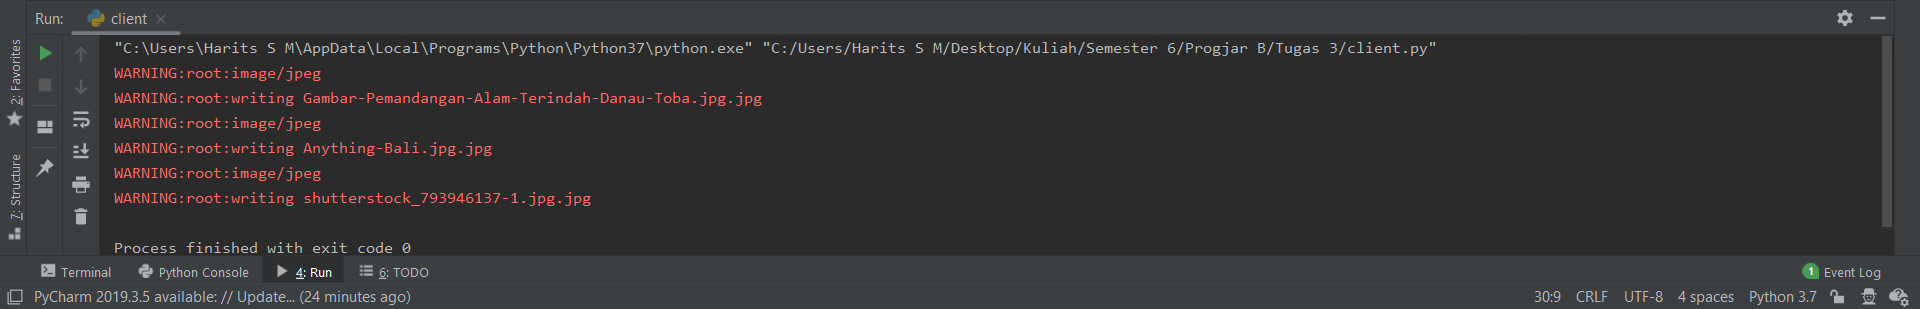 Run: client
"C:\Users\Harits S M\AppData\Local\Programs\Python\Python37\python.exe" "C:/Users/Harits S M/Desktop/Kuliah/Semester 6/Progjar B/Tugas 3/client.py"
WARNING:root:image/jpeg
WARNING:root:writing Gambar-Pemandangan-Alam-Terindah-Danau-Toba.jpg.jpg
WARNING:root:image/jpeg
WARNING:root:writing Anything-Bali.jpg.jpg
WARNING:root:image/jpeg
WARNING:root:writing shutterstock_793946137-1.jpg.jpg
Process finished with exit code 0
2: Favorites
7: Structure
Terminal Python Console 4: Run 6: TODO 1 Event Log
PyCharm 2019.3.5 available: // Update... (24 minutes ago) 30:9 CRLF UTF-8 4 spaces Python 3.7